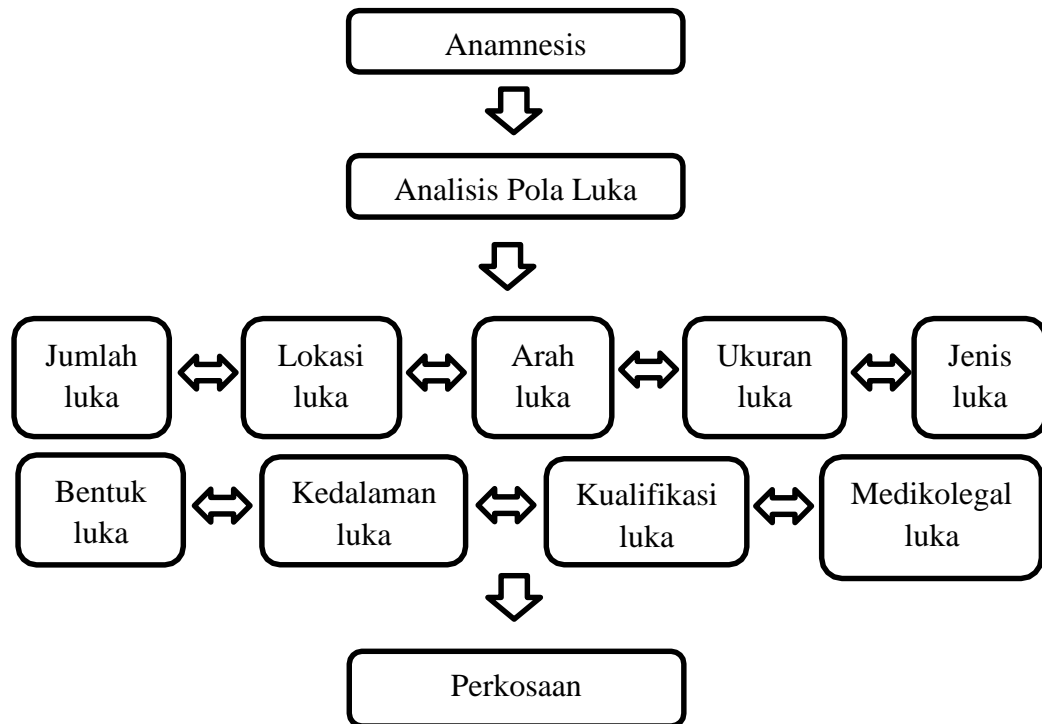 Anamnesis
Analisis Pola Luka
Jumlah
luka
Lokasi
luka
Arah
luka
Ukuran
luka
Jenis
luka
Bentuk
luka
Kedalaman
luka
Kualifikasi
luka
Medikolegal
luka
Perkosaan